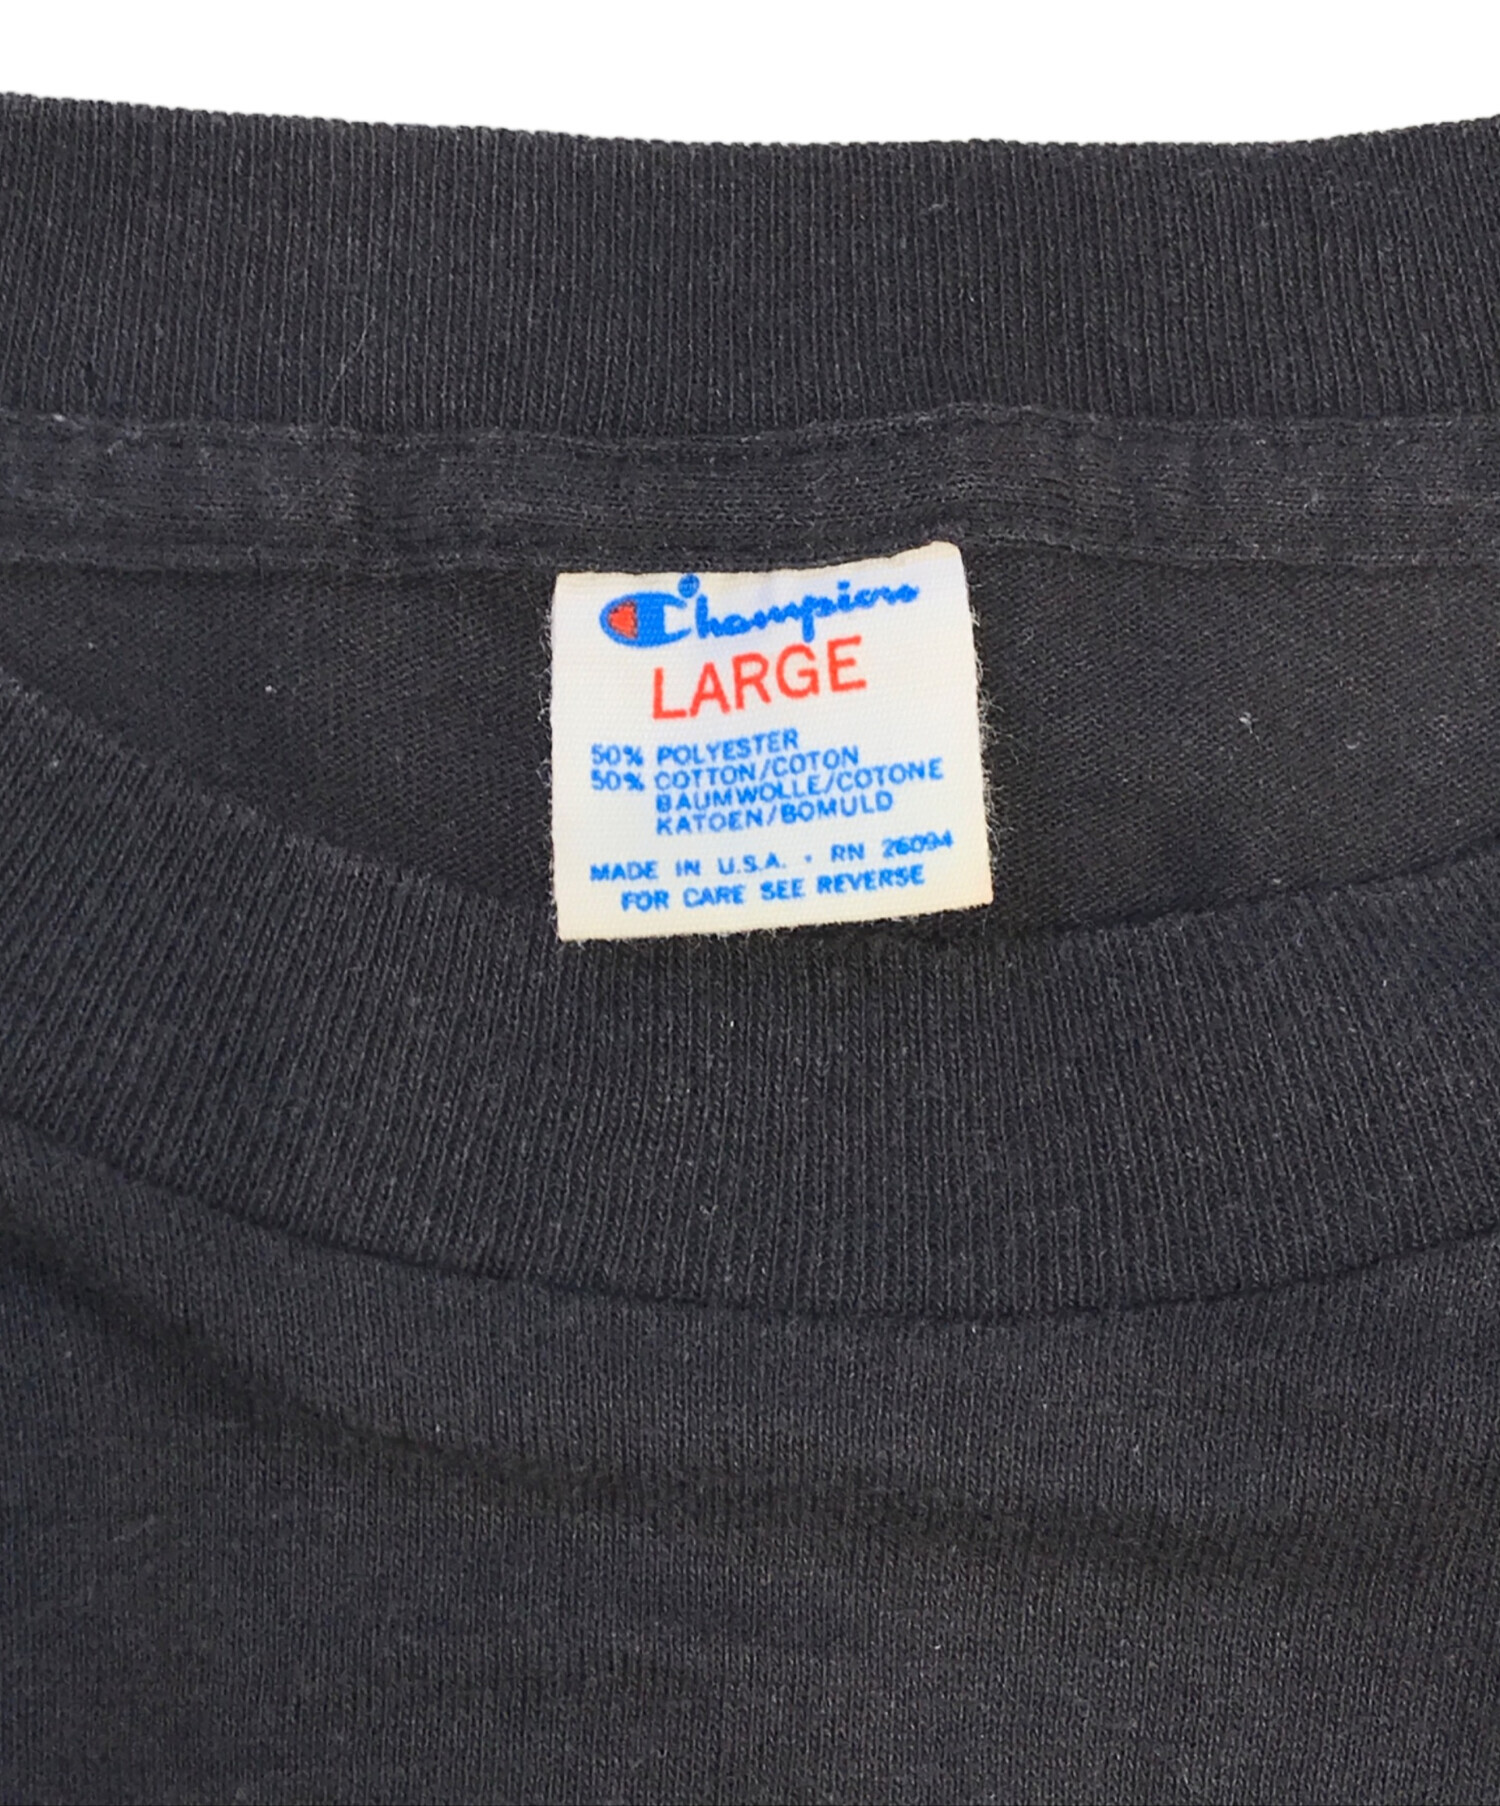 Champion
LARGE
50% POLYESTER
50% COTTON/COTON
BAUMWOLLE/COTONE
KATOEN/BOMULD
MADE IN U.S.A. • RN 26094
FOR CARE SEE REVERSE